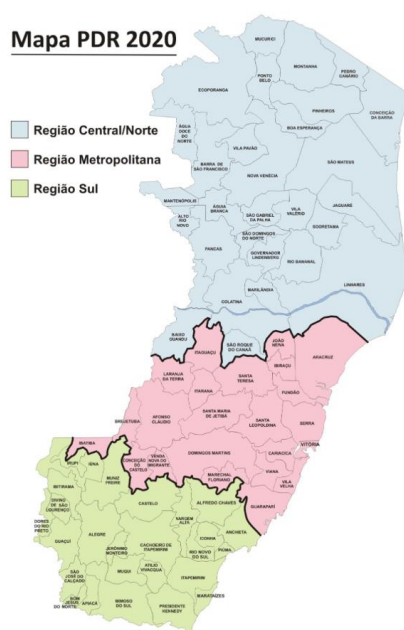 Mapa PDR 2020
Região Central/Norte
Região Metropolitana
Região Sul
MUCURICI
MONTANHA
PEDRO
CANÁRIO
PONTO
BELO
ECOPORANGA
PINHEIROS
CONCEIÇÃO
DA BARRA
ÁGUA
DOCE DO
NORTE
BOA ESPERANÇA
VILA PAVÃO
BARRA DE
SÃO FRANCISCO
SÃO MATEUS
NOVA VENÉCIA
MANTENÓPOLIS
ÁGUIA
BRANCA
VILA
VALÉRIO
JAGUARÉ
ALTO
RIO
NOVO
SÃO GABRIEL
DA PALHA
SOORETAMA
SÃO DOMINGOS
DO NORTE
PANCAS
GOVERNADOR
LINDENBERG
RIO BANANAL
MARILÂNDIA
LINHARES
COLATINA
BAIXO
GUANDU
SÃO ROQUE
DO CANAÃ
JOÃO
NEIVA
ITAGUAÇU
ARACRUZ
IBIRAÇU
LARANJA
DA TERRA
SANTA
TERESA
ITARANA
FUNDÃO
AFONSO
CLÁUDIO
SANTA MARIA
DE JETIBÁ
BREJETUBA
SANTA
LEOPOLDINA
SERRA
VITÓRIA
IBATIBA
CONCEIÇÃO
DO
CASTELO
VENDA
NOVA DO
IMIGRANTE
DOMINGOS MARTINS
CARIACICA
VIANA
VILA
VELHA
MARECHAL
FLORIANO
IRUPI
IÚNA
MUNIZ
FREIRE
GUARAPARI
IBITIRAMA
CASTELO
ALFREDO CHAVES
DIVINO
DE SÃO
LOURENÇO
VARGEM
ALTA
DORES
DO RIO
PRETO
ANCHIETA
ICONHA
ALEGRE
GUAÇUÍ
CACHOEIRO DE
ITAPEMIRIM
JERÔNIMO
MONTEIRO
RIO NOVO
DO SUL
PIÚMA
ATILIO
VIVACQUA
MUQUI
SÃO
JOSÉ DO
CALÇADO
ITAPEMIRIM
BOM
JESUS
DO NORTE
APIACÁ
MIMOSO
DO SUL
MARATAÍZES
PRESIDENTE
KENNEDY